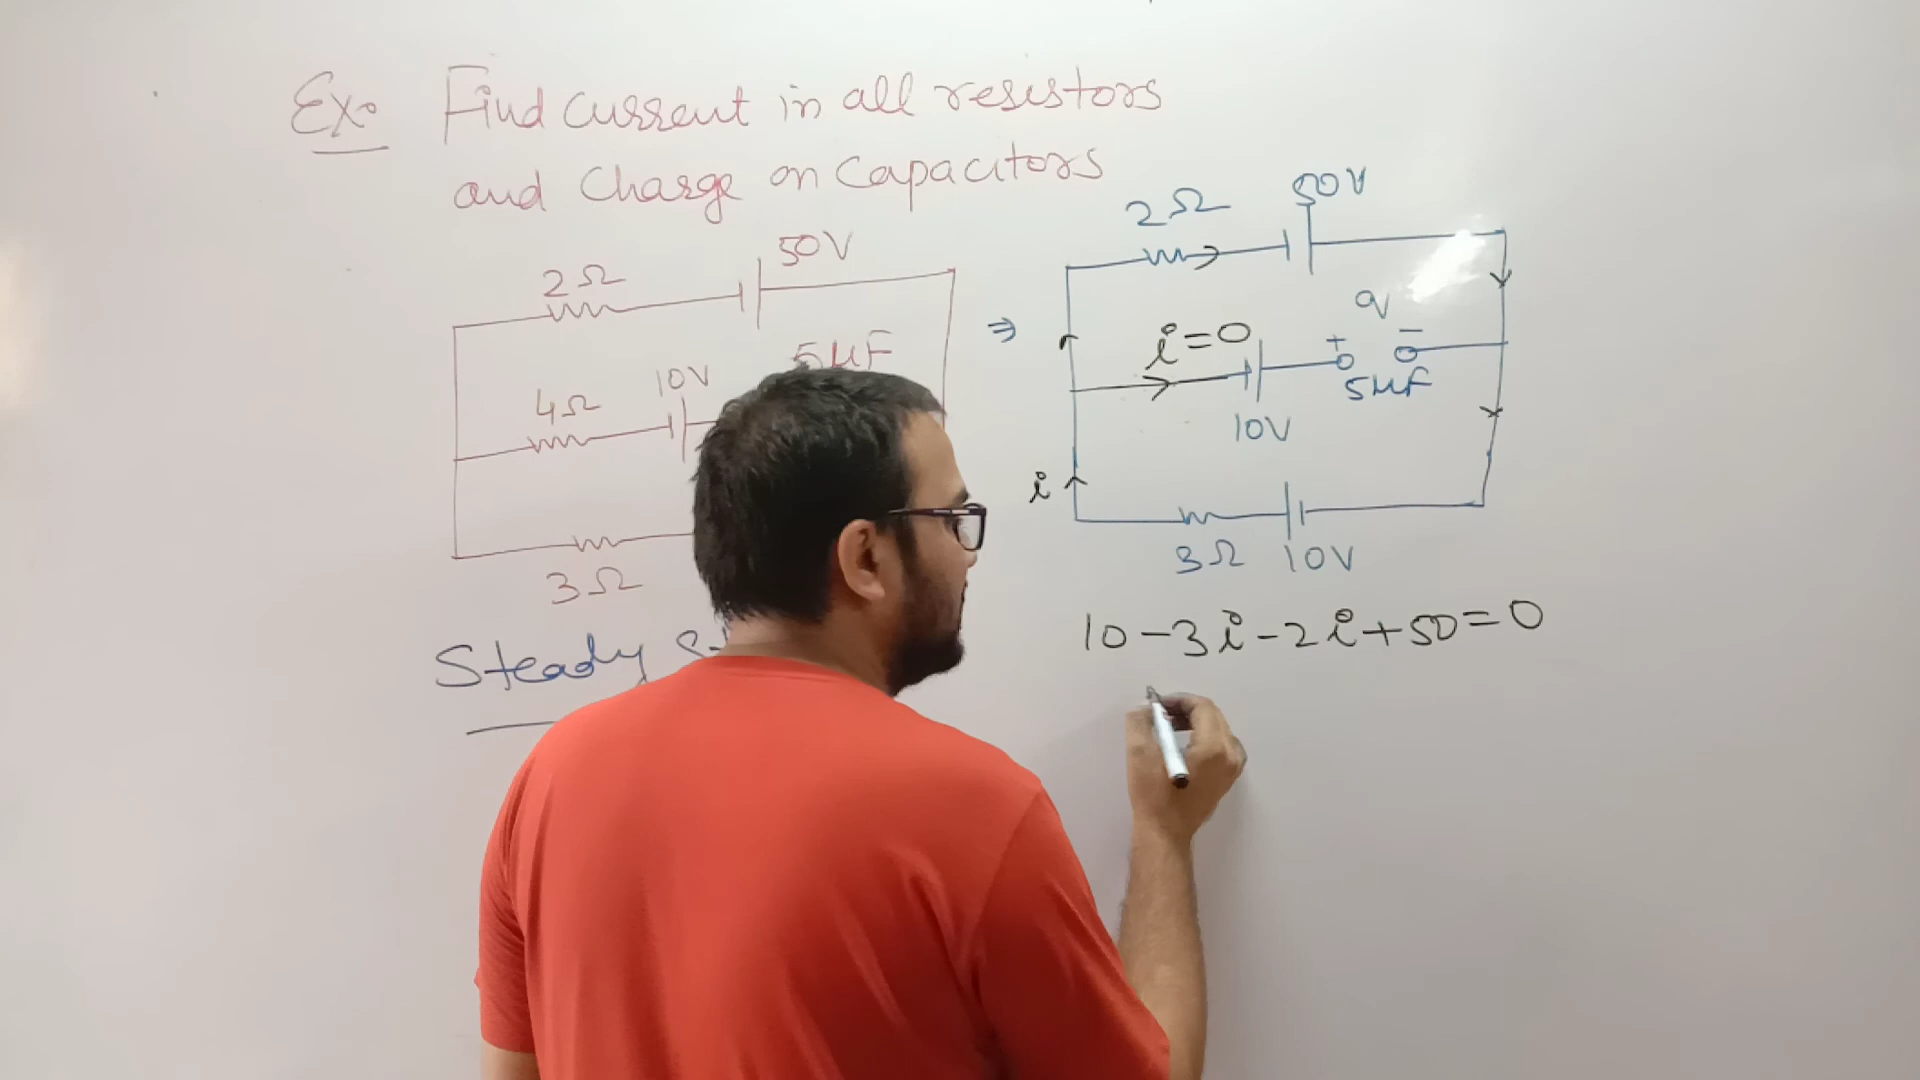 Ex. Find current in all resistors
and charge on capacitors
2Ω 50V
4Ω 10V 5μF
3Ω
Steady
⇒
2Ω 50V
i=0 q
+ −
10V 5μF
i
3Ω 10V
10-3i-2i+50=0